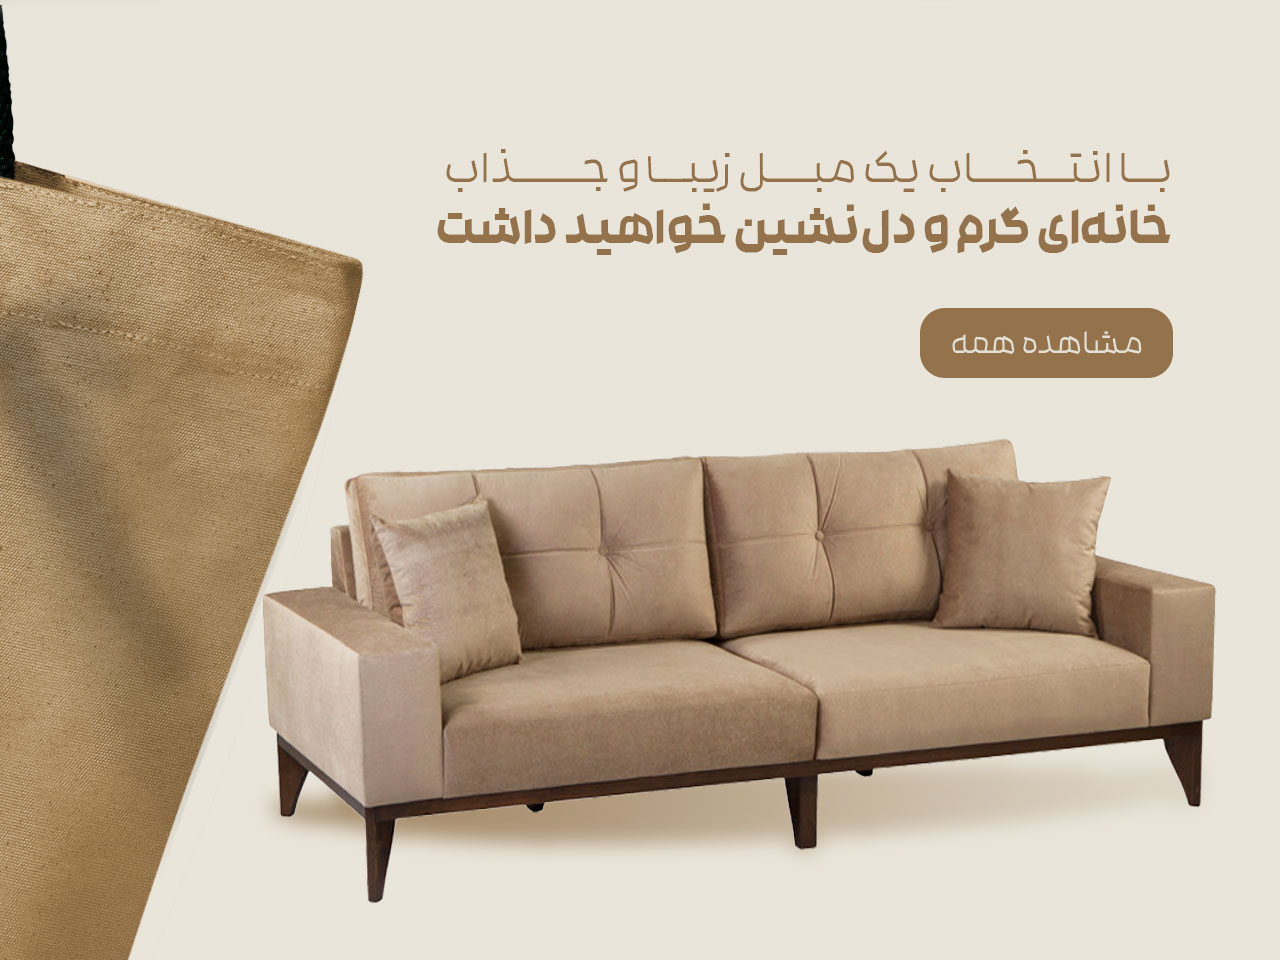 با انتخاب یک مبل زیبا و جذاب
خانه‌ای گرم و دل‌نشین خواهید داشت
مشاهده همه